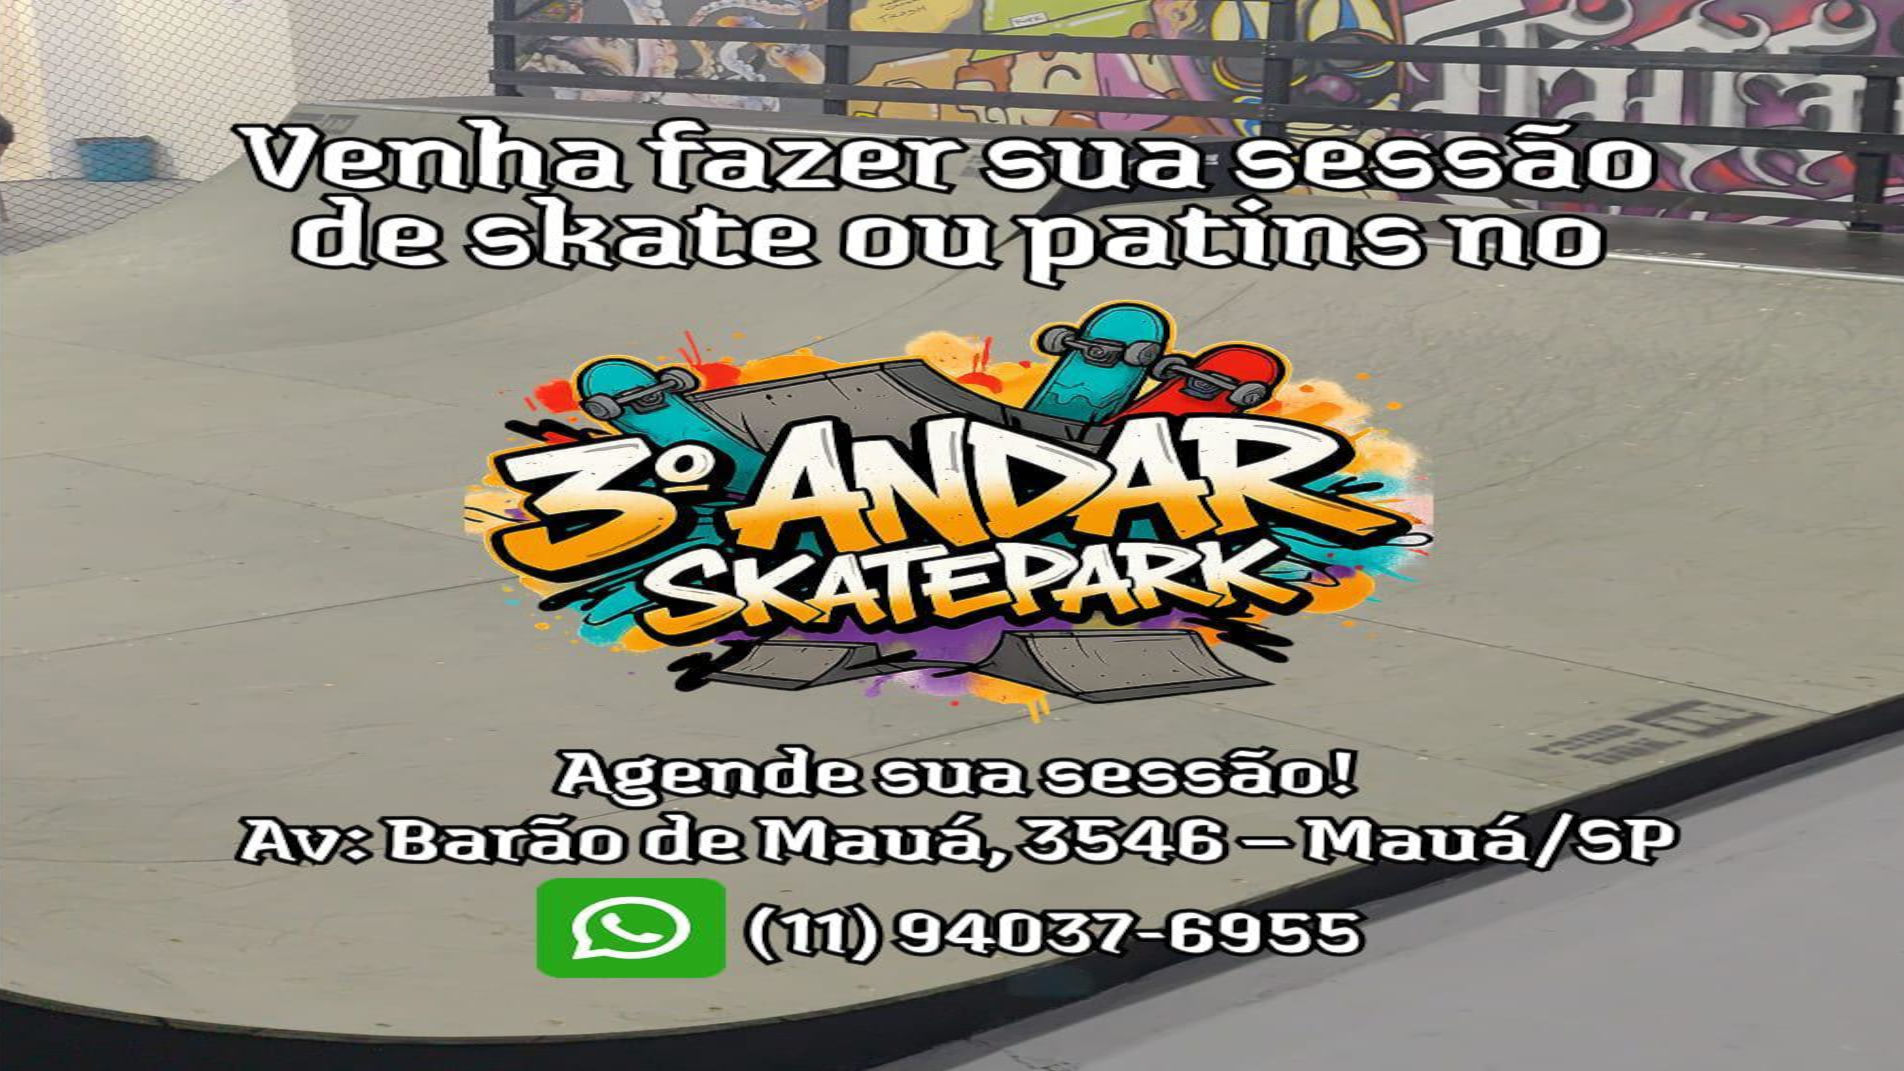 Venha fazer sua sessão
de skate ou patins no
3º ANDAR
SKATEPARK
Agende sua sessão!
Av: Barão de Mauá, 3546 – Mauá/SP
(11) 94037-6955